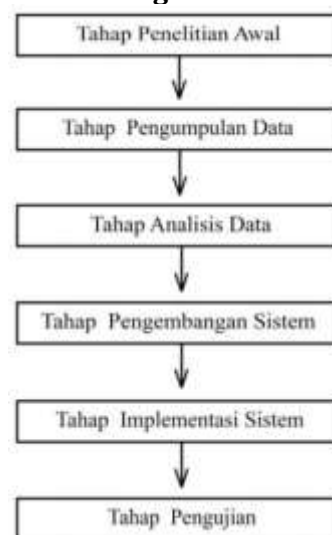 Tahap Penelitian Awal
Tahap Pengumpulan Data
Tahap Analisis Data
Tahap Pengembangan Sistem
Tahap Implementasi Sistem
Tahap Pengujian